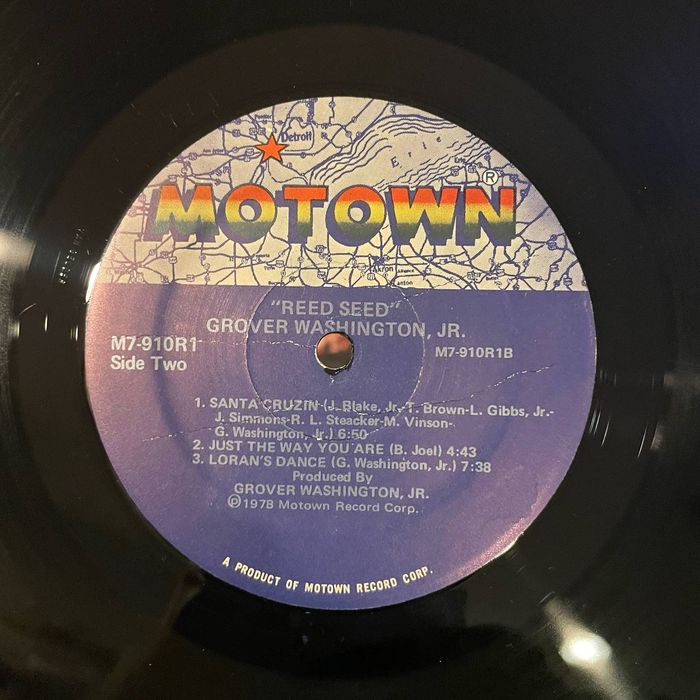 Detroit
Erie
MOTOWN®
Akron
"REED SEED"
GROVER WASHINGTON, JR.
M7-910R1
Side Two
M7-910R1B
1. SANTA CRUZIN (J. Blake, Jr.-T. Brown-L. Gibbs, Jr.-
J. Simmons-R. L. Steacker-M. Vinson-
G. Washington, Jr.) 6:50
2. JUST THE WAY YOU ARE (B. Joel) 4:43
3. LORAN'S DANCE (G. Washington, Jr.) 7:38
Produced By
GROVER WASHINGTON, JR.
℗1978 Motown Record Corp.
A PRODUCT OF MOTOWN RECORD CORP.